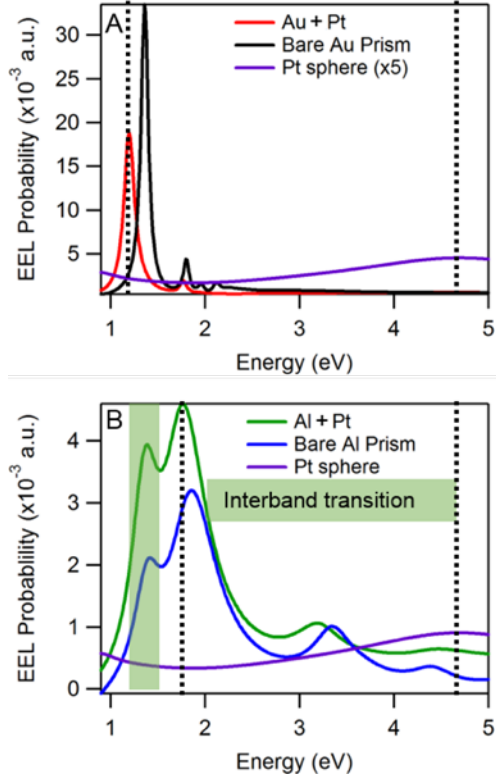 A
Au + Pt
Bare Au Prism
Pt sphere (x5)
EEL Probability (x10⁻³ a.u.)
30
25
20
15
10
5
1 2 3 4 5
Energy (eV)
B
Al + Pt
Bare Al Prism
Pt sphere
Interband transition
EEL Probablility (x10⁻³ a.u.)
4
3
2
1
0
1 2 3 4 5
Energy (eV)